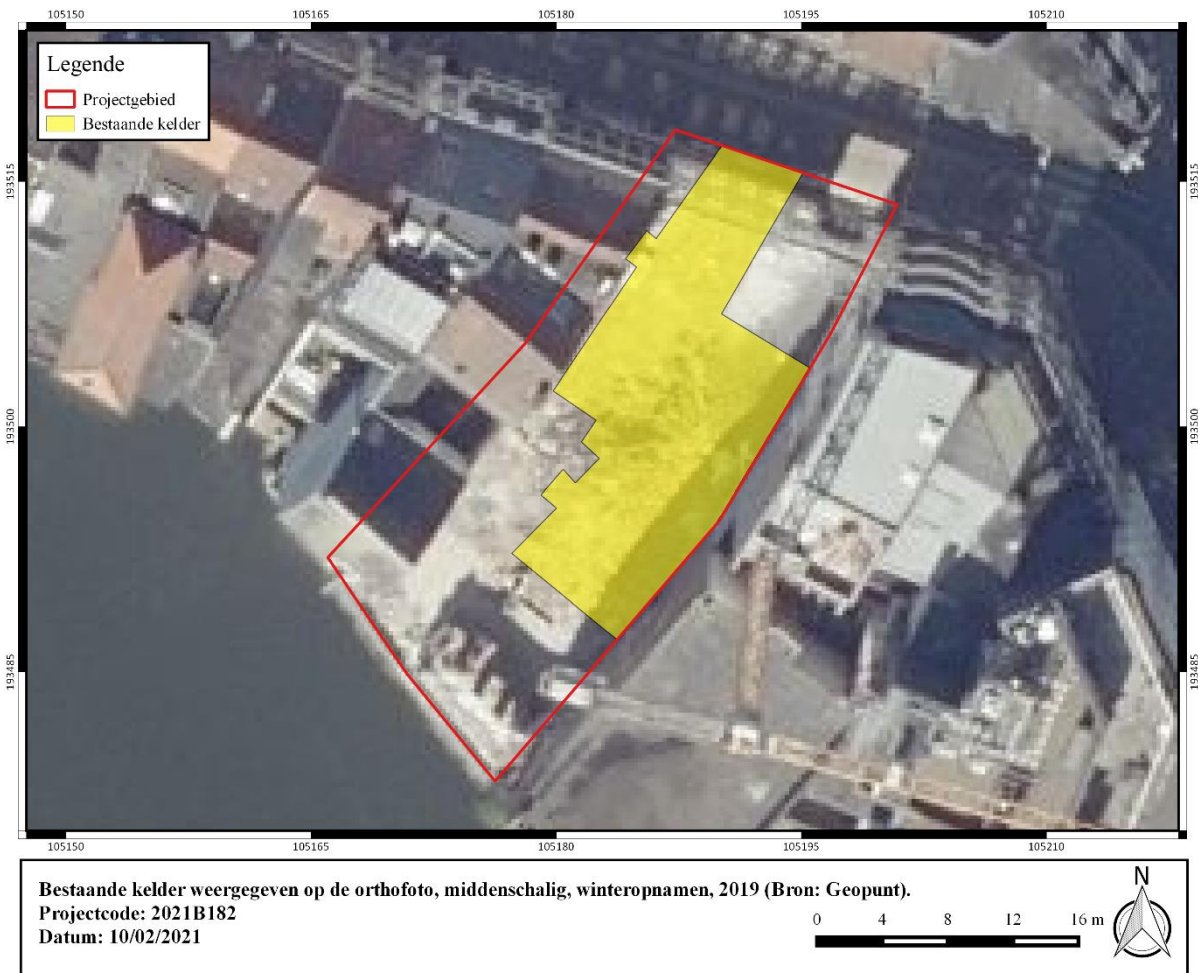 105150 105165 105180 105195 105210
Legende
Projectgebied
Bestaande kelder
193515 193515
193500 193500
193485 193485
105150 105165 105180 105195 105210
Bestaande kelder weergegeven op de orthofoto, middenschalig, winteropnamen, 2019 (Bron: Geopunt).
Projectcode: 2021B182
Datum: 10/02/2021
0 4 8 12 16 m
N